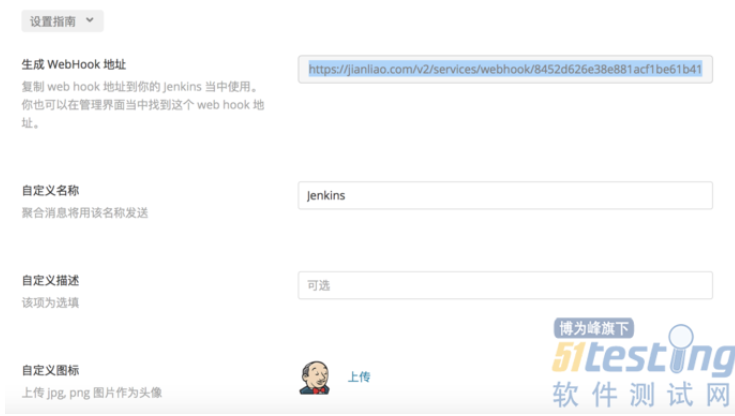 设置指南
生成 WebHook 地址
https://jianliao.com/v2/services/webhook/8452d626e38e881acf1be61b41
复制 web hook 地址到你的 Jenkins 当中使用。
你也可以在管理界面当中找到这个 web hook 地
址。
自定义名称
Jenkins
聚合消息将用该名称发送
自定义描述
可选
该项为选填
自定义图标
上传
上传 jpg, png 图片作为头像
博为峰旗下
51testing
软件测试网